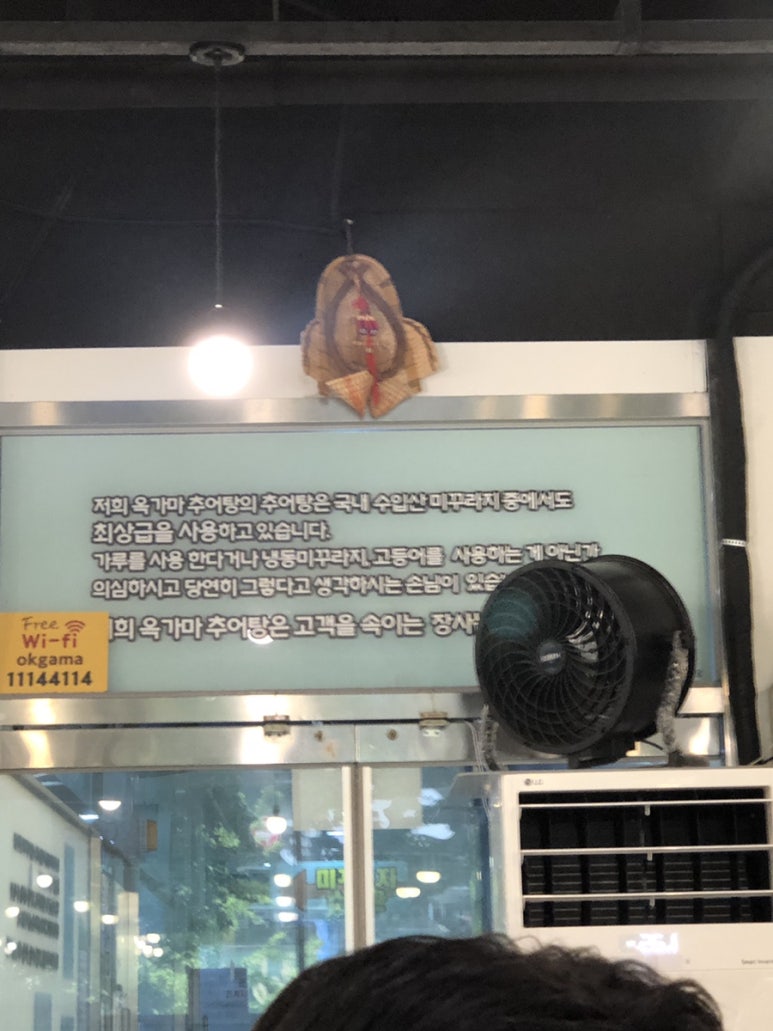 저희 옥가마 추어탕의 추어탕은 국내 수입산 미꾸라지 중에서도
최상급을 사용하고 있습니다.
가루를 사용 한다거나 냉동미꾸라지, 고등어를 사용하는 게 아닌가
의심하시고 당연히 그렇다고 생각하시는 손님이
옥가마 추어탕은 고객을 속이는
Free
Wi-fi
okgama
11144114
LG